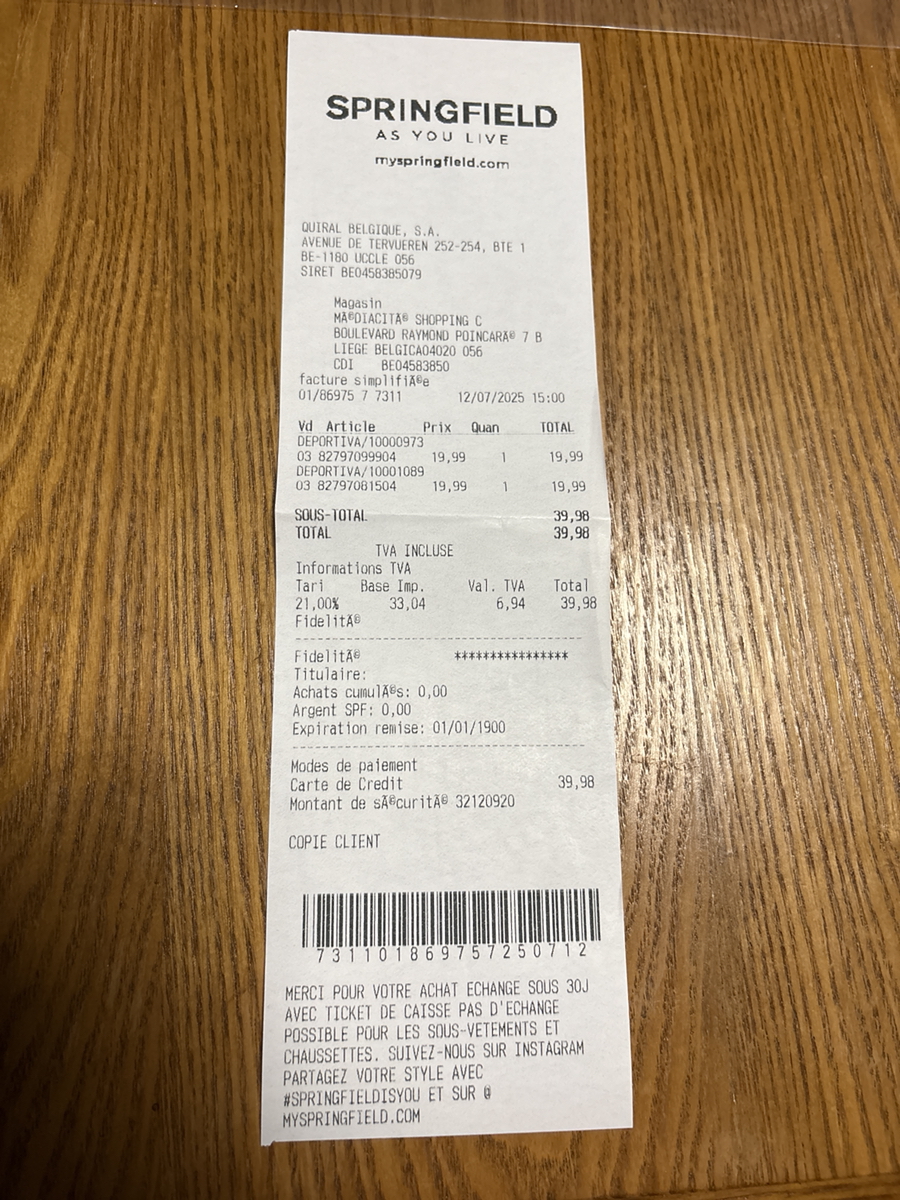 SPRINGFIELD
AS YOU LIVE
myspringfield.com
QUIRAL BELGIQUE, S.A.
AVENUE DE TERVUEREN 252-254, BTE 1
BE-1180 UCCLE 056
SIRET BE0458385079
Magasin
MÃ©DIACITÃ© SHOPPING C
BOULEVARD RAYMOND POINCARÃ© 7 B
LIEGE BELGICA04020 056
CDI BE04583850
facture simplifiÃ©e
01/86975 7 7311 12/07/2025 15:00
Vd Article Prix Quan TOTAL
DEPORTIVA/10000973
03 82797099904 19,99 1 19,99
DEPORTIVA/10001089
03 82797081504 19,99 1 19,99
SOUS-TOTAL 39,98
TOTAL 39,98
TVA INCLUSE
Informations TVA
Tari Base Imp. Val. TVA Total
21,00% 33,04 6,94 39,98
FidelitÃ©
FidelitÃ© ****************
Titulaire:
Achats cumulÃ©s: 0,00
Argent SPF: 0,00
Expiration remise: 01/01/1900
Modes de paiement
Carte de Credit 39,98
Montant de sÃ©curitÃ© 32120920
COPIE CLIENT
731101869757250712
MERCI POUR VOTRE ACHAT ECHANGE SOUS 30J
AVEC TICKET DE CAISSE PAS D'ECHANGE
POSSIBLE POUR LES SOUS-VETEMENTS ET
CHAUSSETTES. SUIVEZ-NOUS SUR INSTAGRAM
PARTAGEZ VOTRE STYLE AVEC
#SPRINGFIELDISYOU ET SUR @
MYSPRINGFIELD.COM